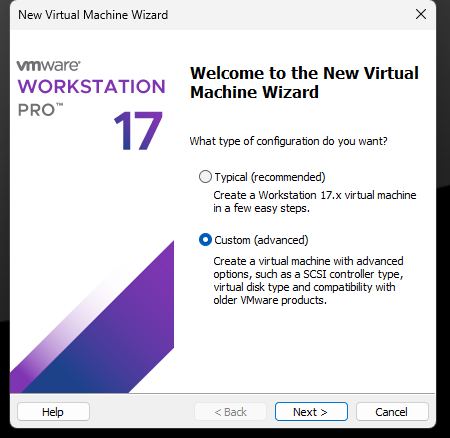 New Virtual Machine Wizard
vmware®
WORKSTATION
PRO™
17
Welcome to the New Virtual
Machine Wizard
What type of configuration do you want?
Typical (recommended)
Create a Workstation 17.x virtual machine
in a few easy steps.
Custom (advanced)
Create a virtual machine with advanced
options, such as a SCSI controller type,
virtual disk type and compatibility with
older VMware products.
Help
< Back
Next >
Cancel